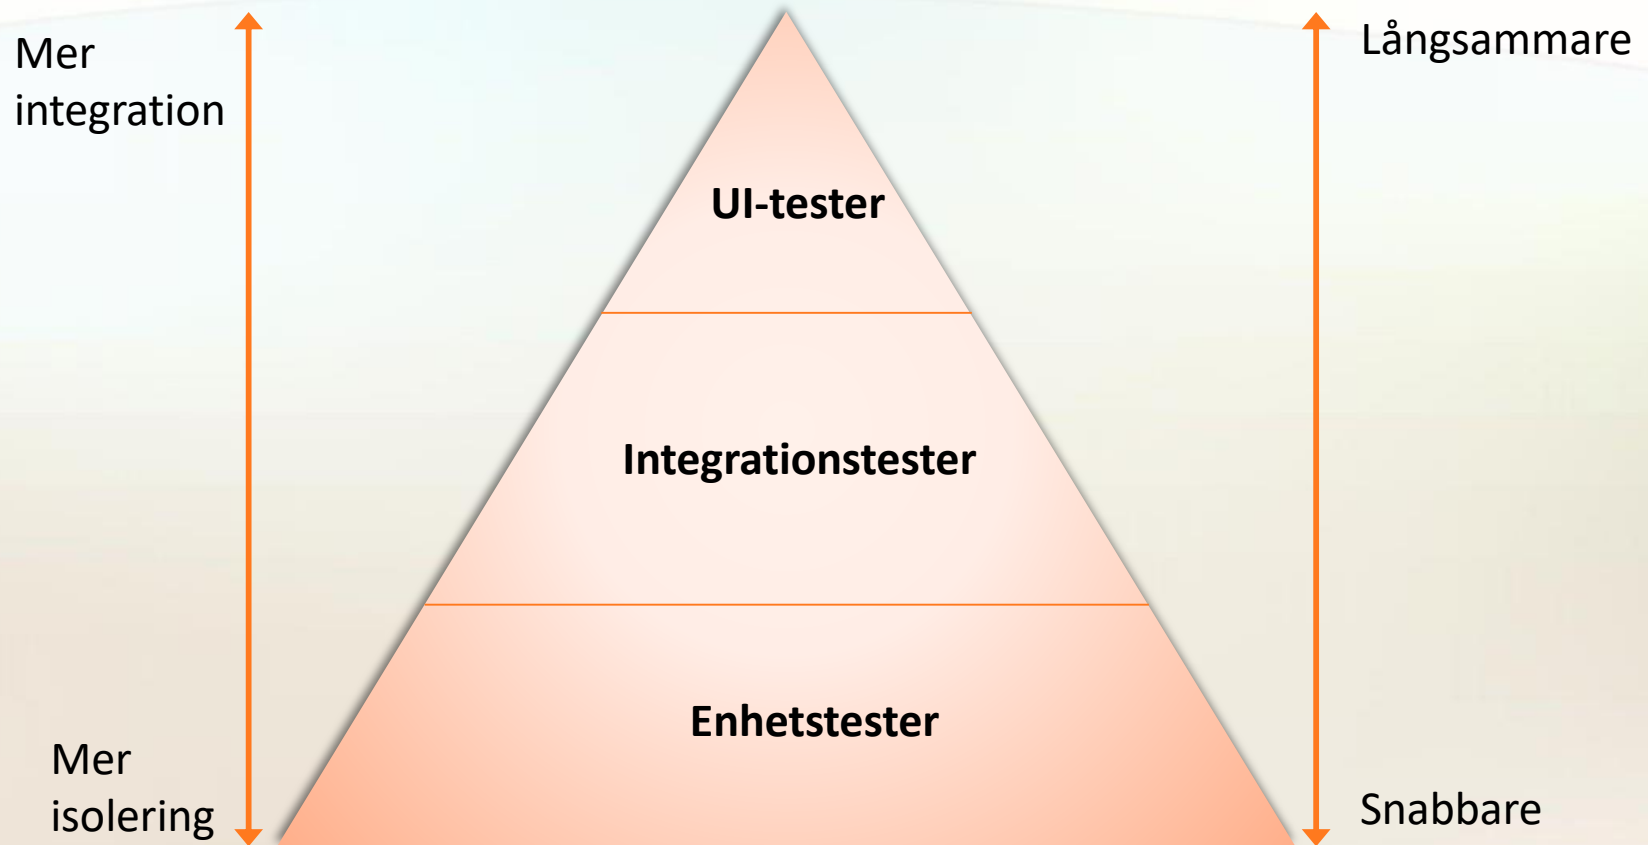 Mer
integration
Långsammare
UI-tester
Integrationstester
Enhetstester
Mer
isolering
Snabbare